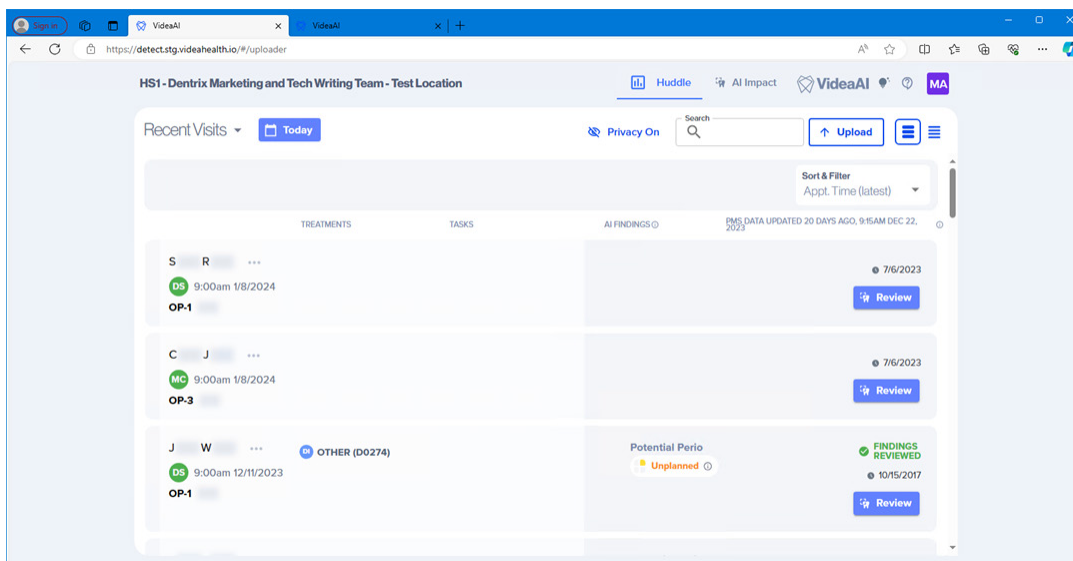 Sign in
VideaAI
VideaAI
https://detect.stg.videahealth.io/#/uploader
HS1 - Dentrix Marketing and Tech Writing Team - Test Location
Huddle
AI Impact
VideaAI
MA
Recent Visits
Today
Privacy On
Search
Upload
Sort & Filter
Appt. Time (latest)
TREATMENTS
TASKS
AI FINDINGS
PMS DATA UPDATED 20 DAYS AGO, 9:15AM DEC 22,
2023
S R
7/6/2023
DS 9:00am 1/8/2024
Review
OP-1
C J
7/6/2023
MC 9:00am 1/8/2024
Review
OP-3
J W
DI OTHER (D0274)
Potential Perio
Unplanned
FINDINGS
REVIEWED
DS 9:00am 12/11/2023
10/15/2017
OP-1
Review